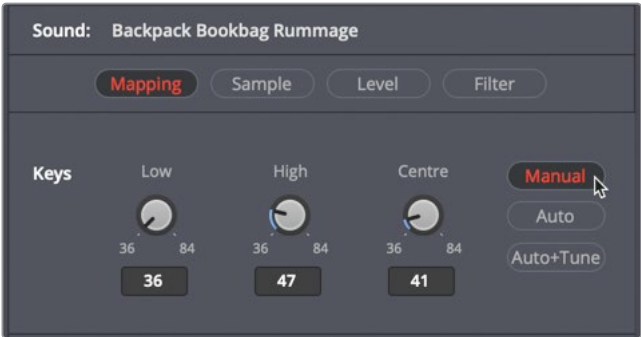 Sound: Backpack Bookbag Rummage
Mapping Sample Level Filter
Keys Low High Centre Manual
Auto
36 84 36 84 36 84
Auto+Tune
36 47 41